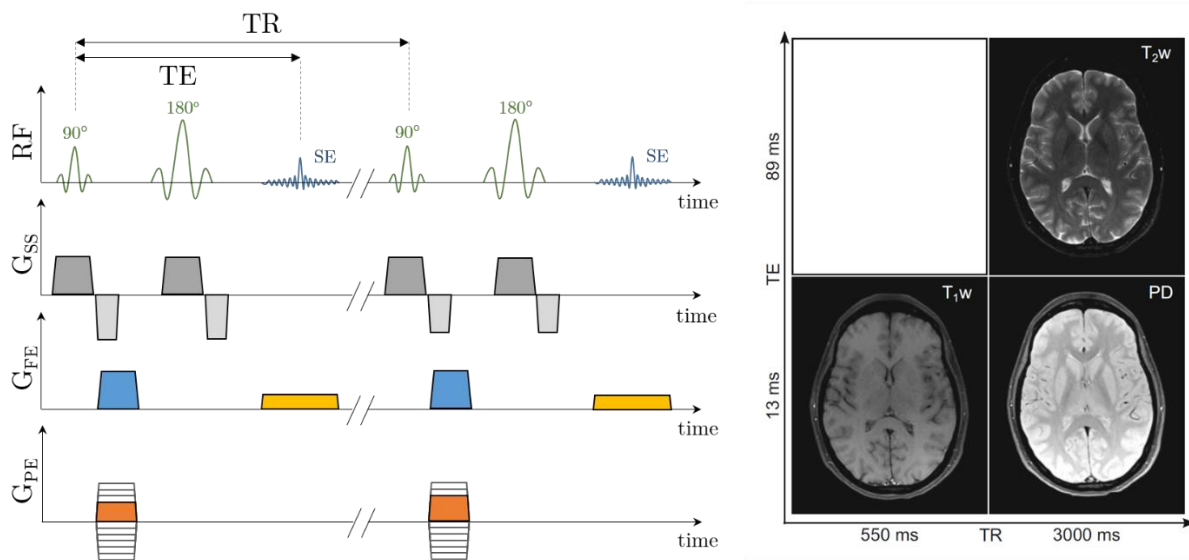 TR
TE
RF
90°
180°
SE
90°
180°
SE
time
G_SS
time
G_FE
time
G_PE
time
T₂w
T₁w
PD
TE
89 ms
13 ms
550 ms TR 3000 ms